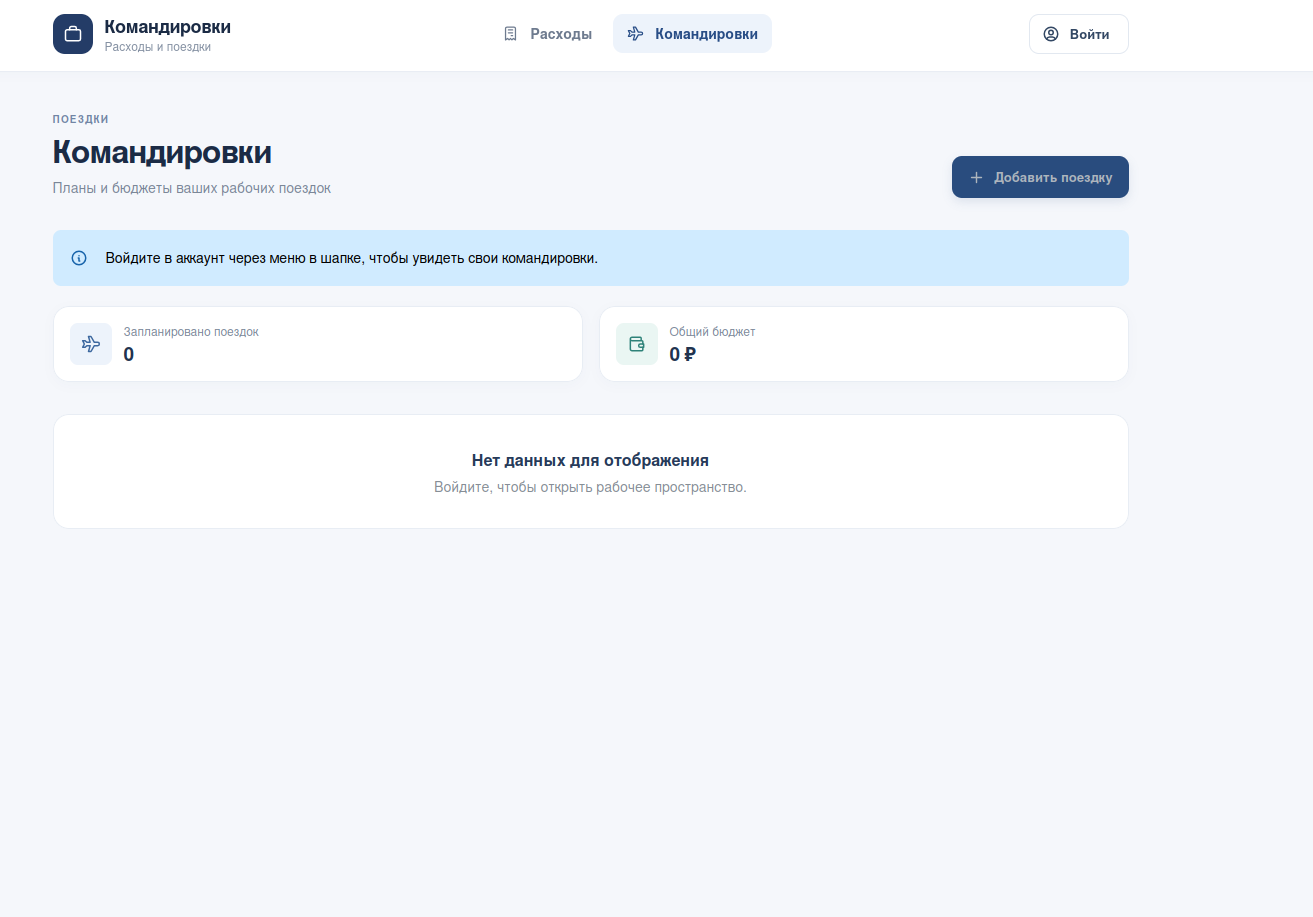 Командировки
Расходы и поездки
Расходы
Командировки
Войти
ПОЕЗДКИ
Командировки
Планы и бюджеты ваших рабочих поездок
Добавить поездку
Войдите в аккаунт через меню в шапке, чтобы увидеть свои командировки.
Запланировано поездок
0
Общий бюджет
0 ₽
Нет данных для отображения
Войдите, чтобы открыть рабочее пространство.